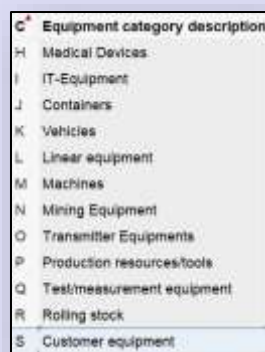 C Equipment category description
H Medical Devices
I IT-Equipment
J Containers
K Vehicles
L Linear equipment
M Machines
N Mining Equipment
O Transmitter Equipments
P Production resources/tools
Q Test/measurement equipment
R Rolling stock
S Customer equipment